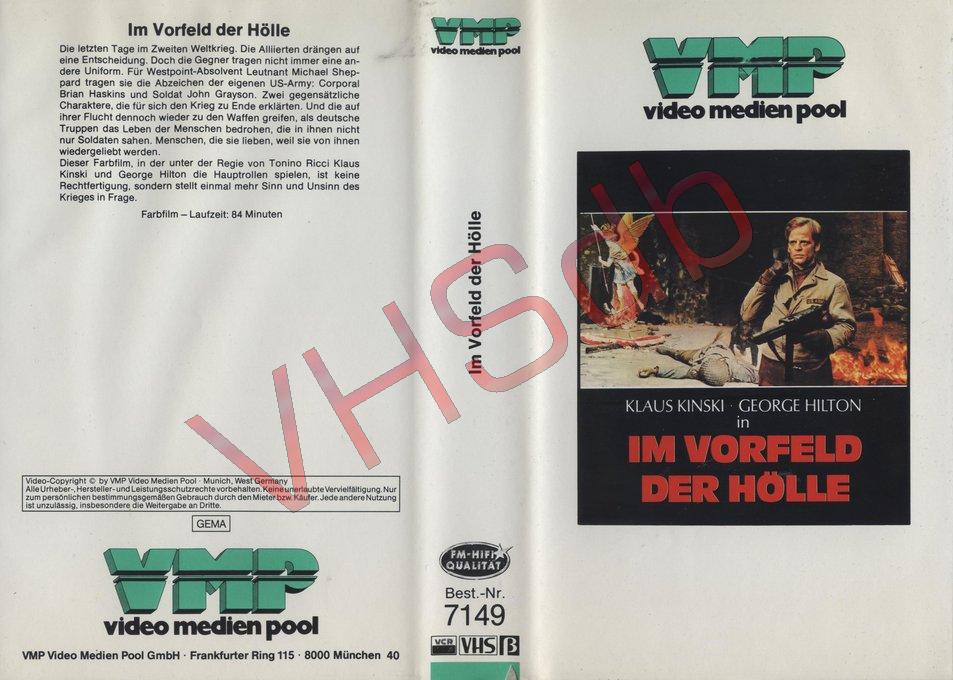 Im Vorfeld der Hölle
Die letzten Tage im Zweiten Weltkrieg. Die Alliierten drängen auf
eine Entscheidung. Doch die Gegner tragen nicht immer eine an-
dere Uniform. Für Westpoint-Absolvent Leutnant Michael Shep-
pard tragen sie die Abzeichen der eigenen US-Army: Corporal
Brian Haskins und Soldat John Grayson. Zwei gegensätzliche
Charaktere, die für sich den Krieg zu Ende erklärten. Und die auf
ihrer Flucht dennoch wieder zu den Waffen greifen, als deutsche
Truppen das Leben der Menschen bedrohen, die in ihnen nicht
nur Soldaten sahen. Menschen, die sie lieben, weil sie von ihnen
wiedergeliebt werden.
Dieser Farbfilm, in der unter der Regie von Tonino Ricci Klaus
Kinski und George Hilton die Hauptrollen spielen, ist keine
Rechtfertigung, sondern stellt einmal mehr Sinn und Unsinn des
Krieges in Frage.
Farbfilm – Laufzeit: 84 Minuten
Video-Copyright © by VMP Video Medien Pool · Munich, West Germany
Alle Urheber-, Hersteller- und Leistungsschutzrechte vorbehalten. Keine unerlaubte Vervielfältigung. Nur
zum persönlichen bestimmungsgemäßen Gebrauch durch den Mieter bzw. Käufer. Jede andere Nutzung
ist unzulässig, insbesondere die Weitergabe an Dritte.
GEMA
VMP
video medien pool
VMP Video Medien Pool GmbH · Frankfurter Ring 115 · 8000 München 40
VMP
video medien pool
Im Vorfeld der Hölle
FM-HIFI
QUALITÄT
Best.-Nr.
7149
VCR VHS β
VMP
video medien pool
KLAUS KINSKI · GEORGE HILTON
in
IM VORFELD
DER HÖLLE
VHSdb